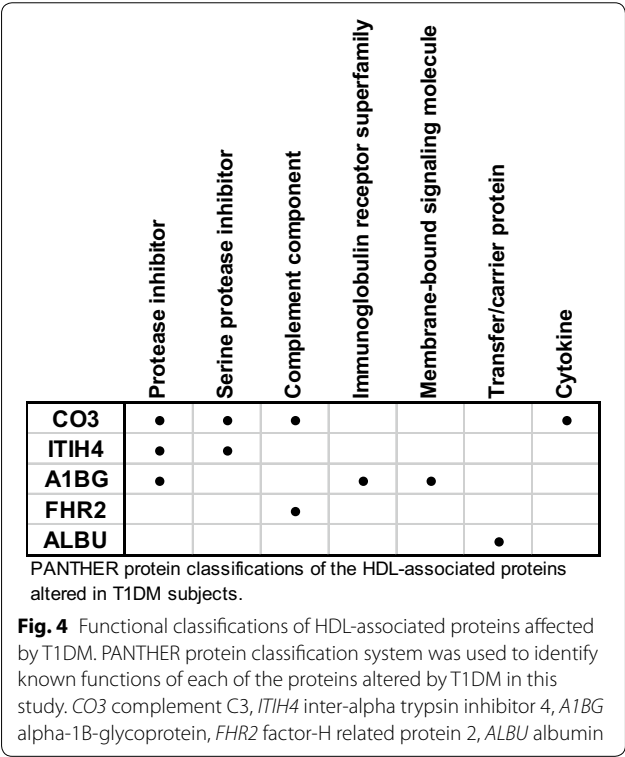 Protease inhibitor
Serine protease inhibitor
Complement component
Immunoglobulin receptor superfamily
Membrane-bound signaling molecule
Transfer/carrier protein
Cytokine
CO3 • • • •
ITIH4 • •
A1BG • • •
FHR2 •
ALBU •
PANTHER protein classifications of the HDL-associated proteins
altered in T1DM subjects.
Fig. 4 Functional classifications of HDL-associated proteins affected
by T1DM. PANTHER protein classification system was used to identify
known functions of each of the proteins altered by T1DM in this
study. CO3 complement C3, ITIH4 inter-alpha trypsin inhibitor 4, A1BG
alpha-1B-glycoprotein, FHR2 factor-H related protein 2, ALBU albumin